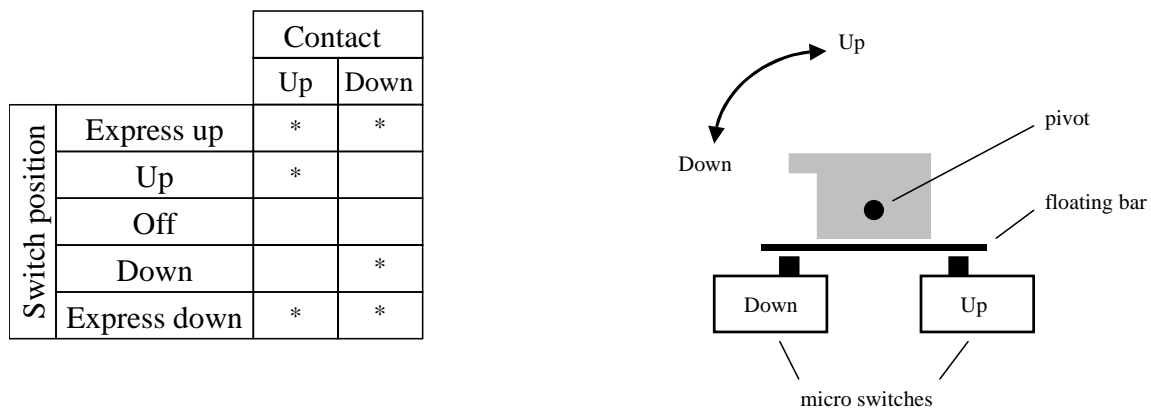 Contact
Up Down
Switch position
Express up * *
Up *
Off
Down *
Express down * *
Up
Down
pivot
floating bar
Down
Up
micro switches